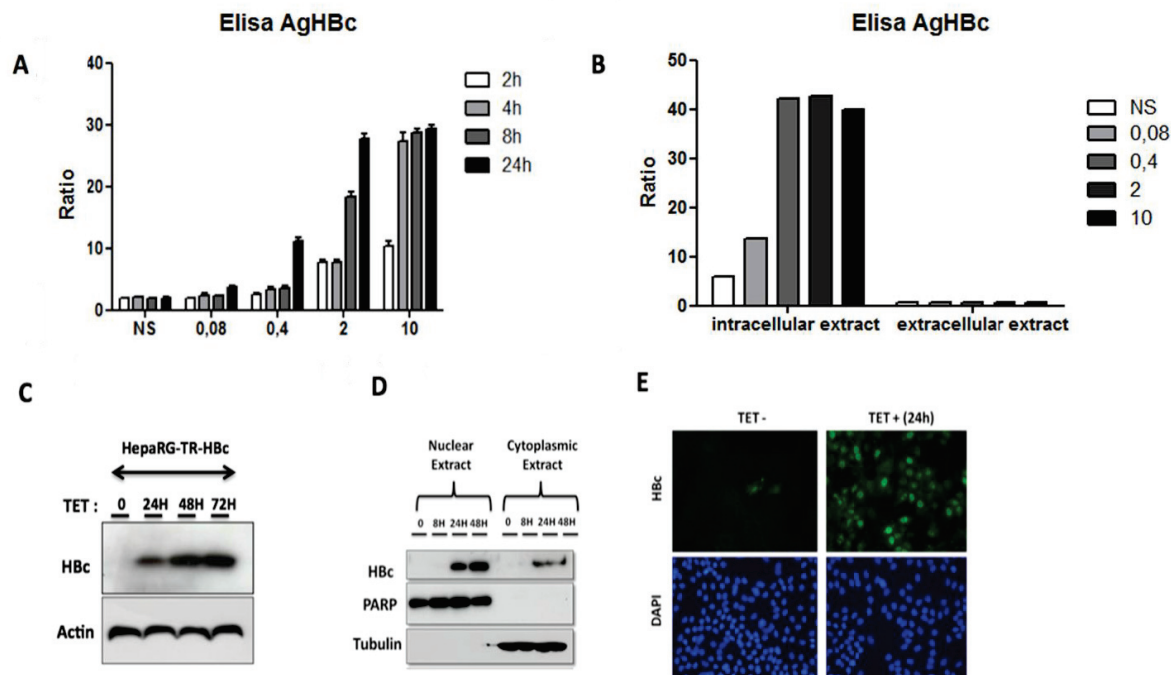 Elisa AgHBc
A
Ratio
40
30
20
10
0
NS 0,08 0,4 2 10
2h
4h
8h
24h
Elisa AgHBc
B
Ratio
50
40
30
20
10
0
intracellular extract extracellular extract
NS
0,08
0,4
2
10
C
HepaRG-TR-HBc
TET : 0 24H 48H 72H
HBc
Actin
D
Nuclear
Extract
Cytoplasmic
Extract
0 8H 24H 48H 0 8H 24H 48H
HBc
PARP
Tubulin
E
TET - TET + (24h)
HBc
DAPI